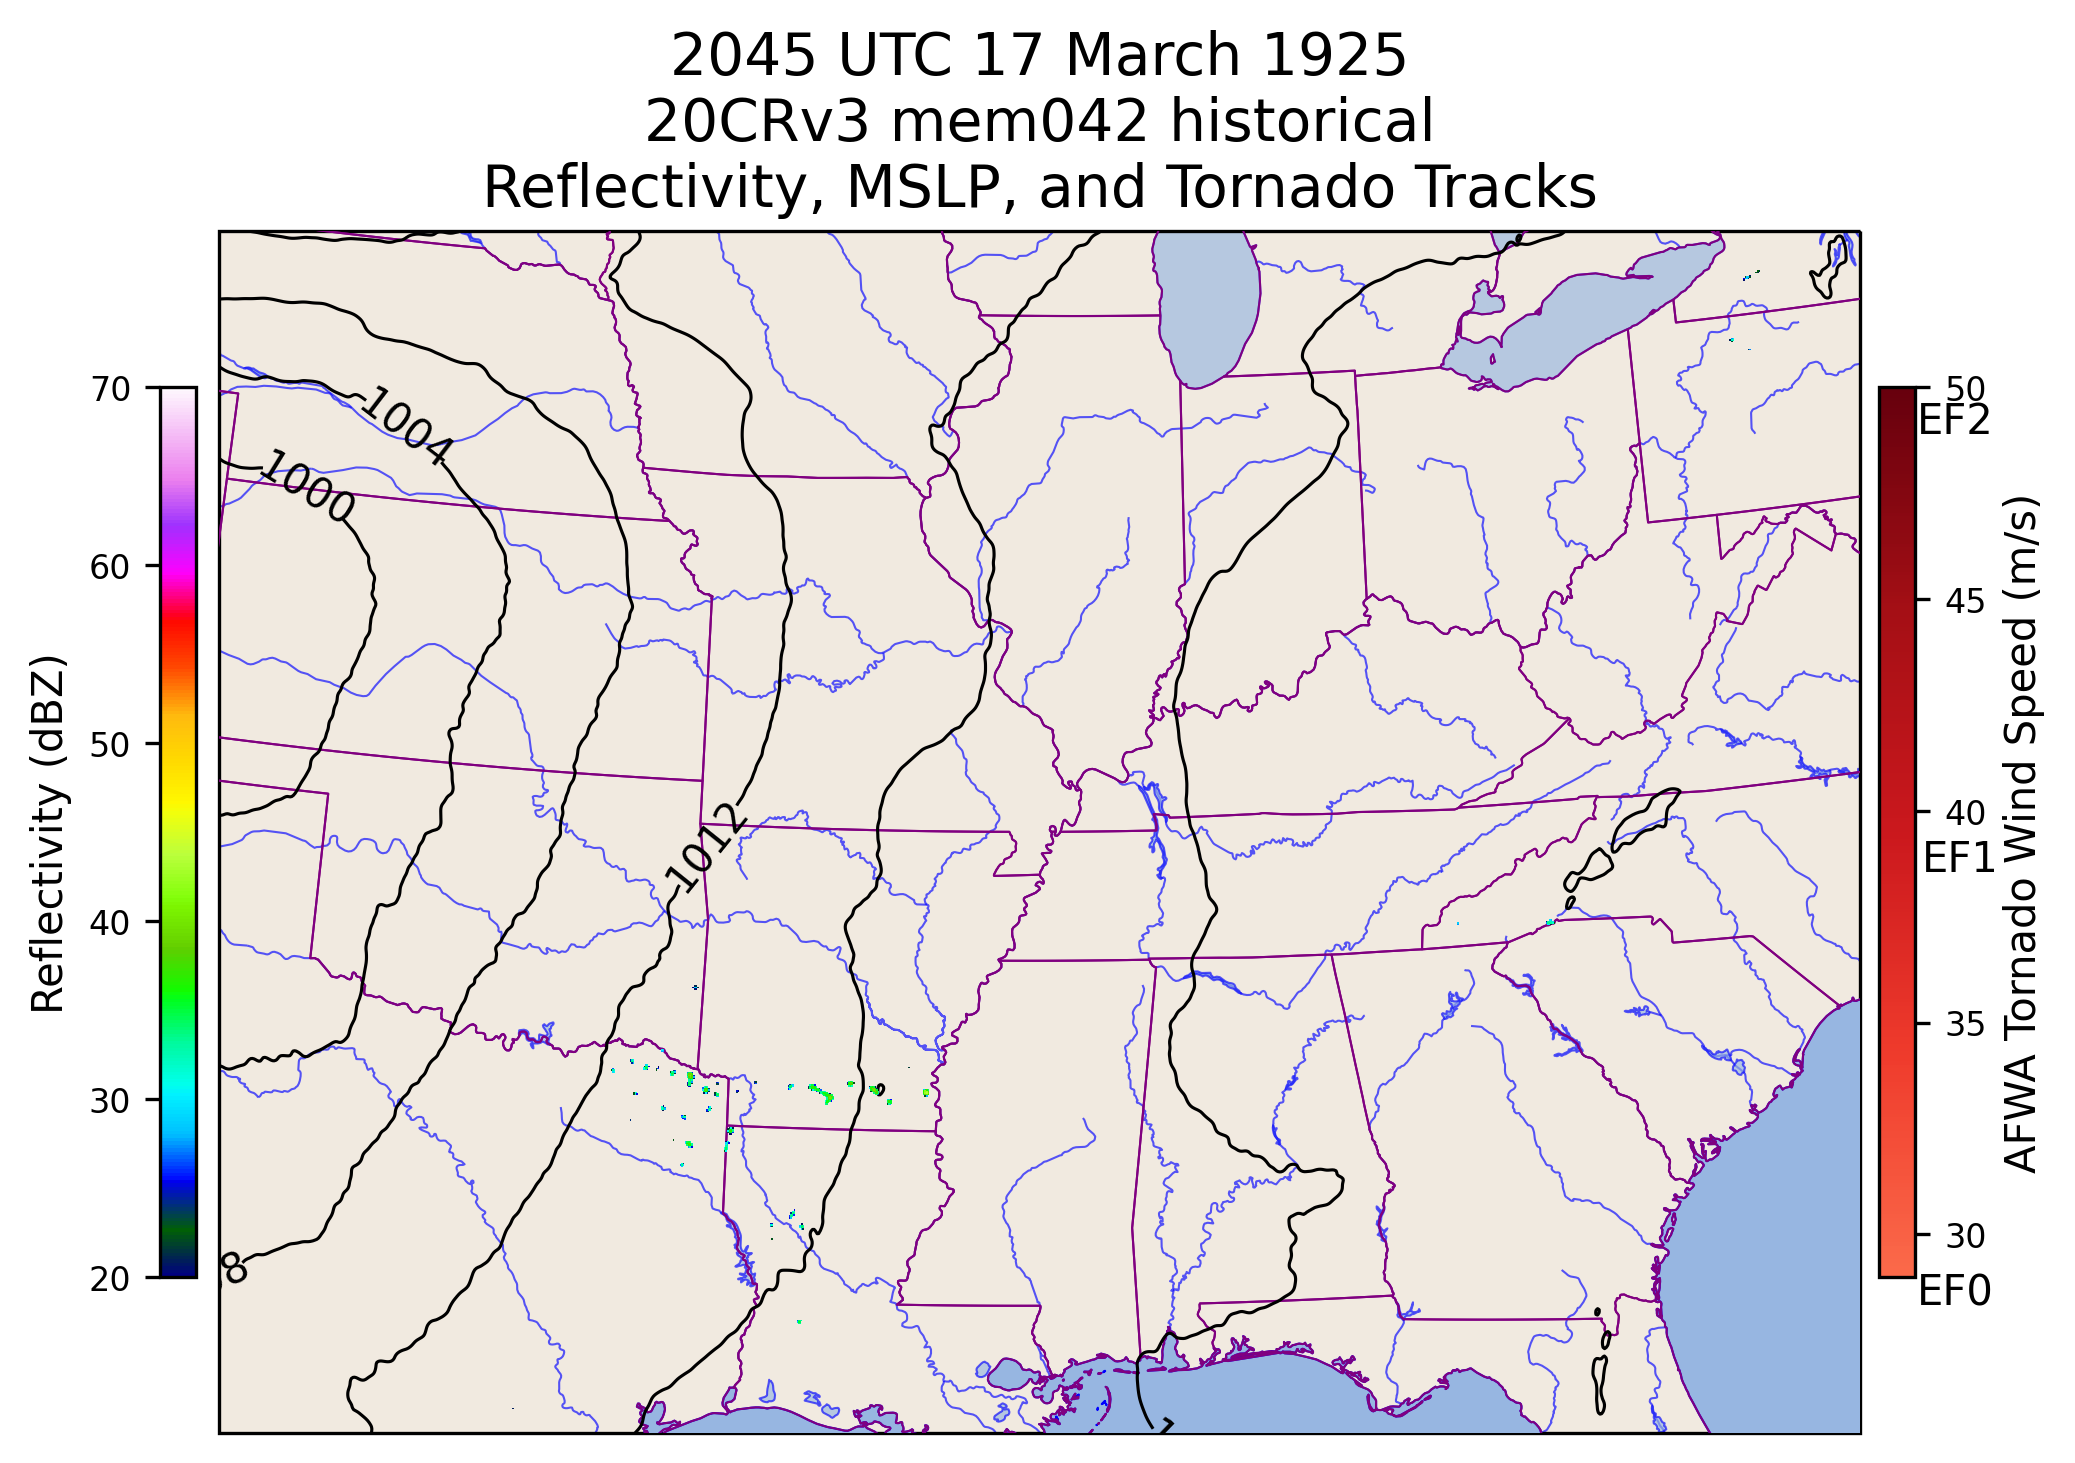 2045 UTC 17 March 1925
20CRv3 mem042 historical
Reflectivity, MSLP, and Tornado Tracks
70
60
50
40
30
20
Reflectivity (dBZ)
1004
1000
1012
8
50
EF2
45
40
EF1
35
30
EF0
AFWA Tornado Wind Speed (m/s)